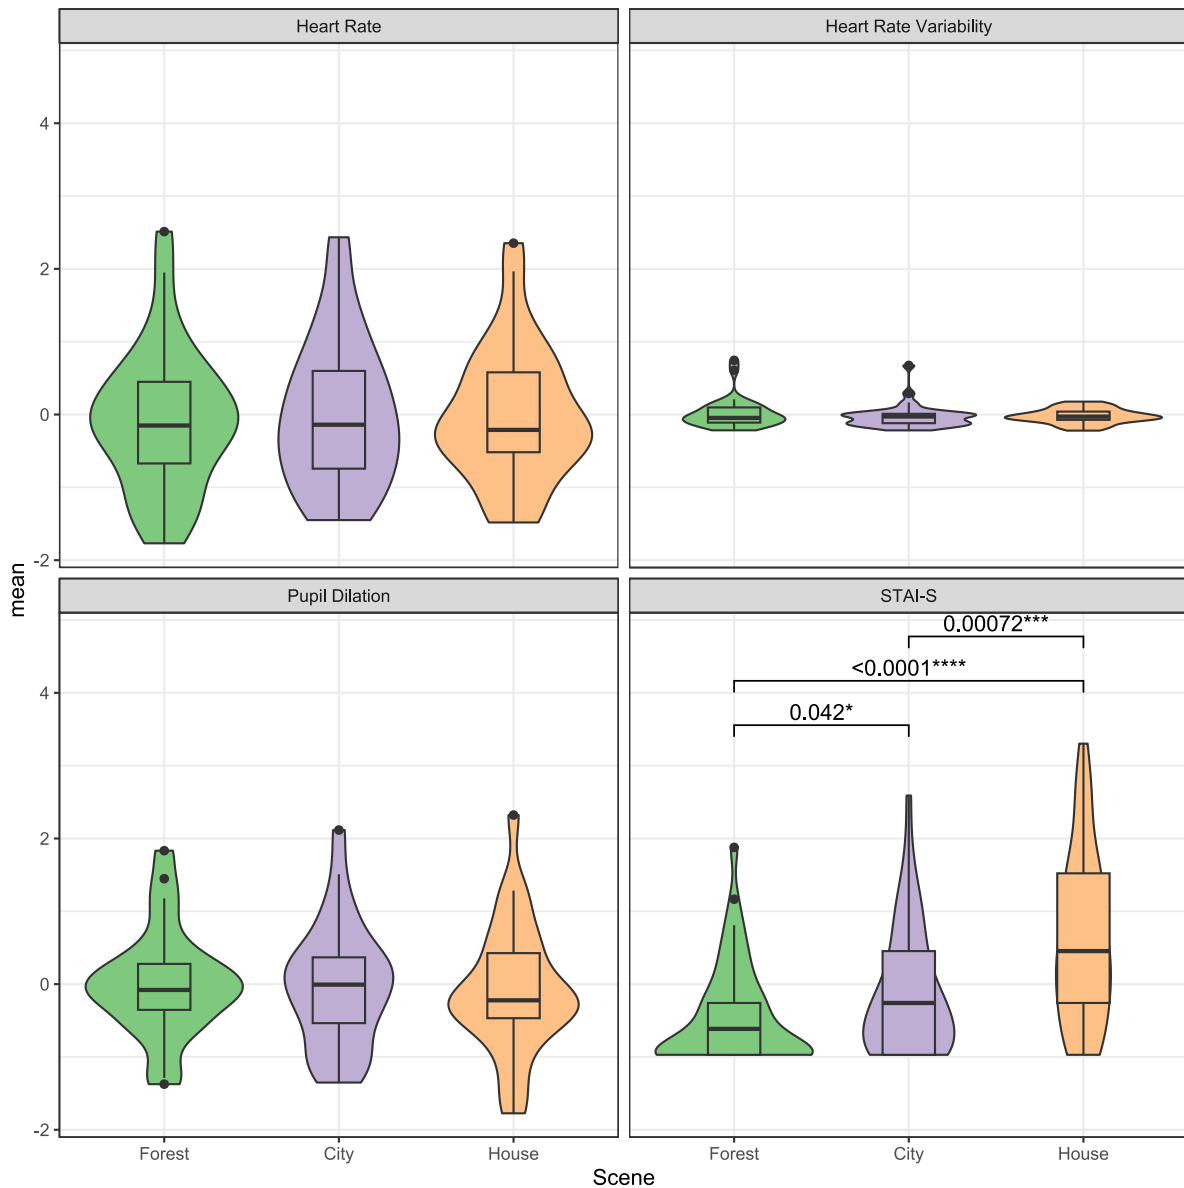 Heart Rate
Heart Rate Variability
4
2
0
-2
mean
Pupil Dilation
STAI-S
0.00072***
<0.0001****
0.042*
4
2
0
-2
Forest
City
House
Forest
City
House
Scene